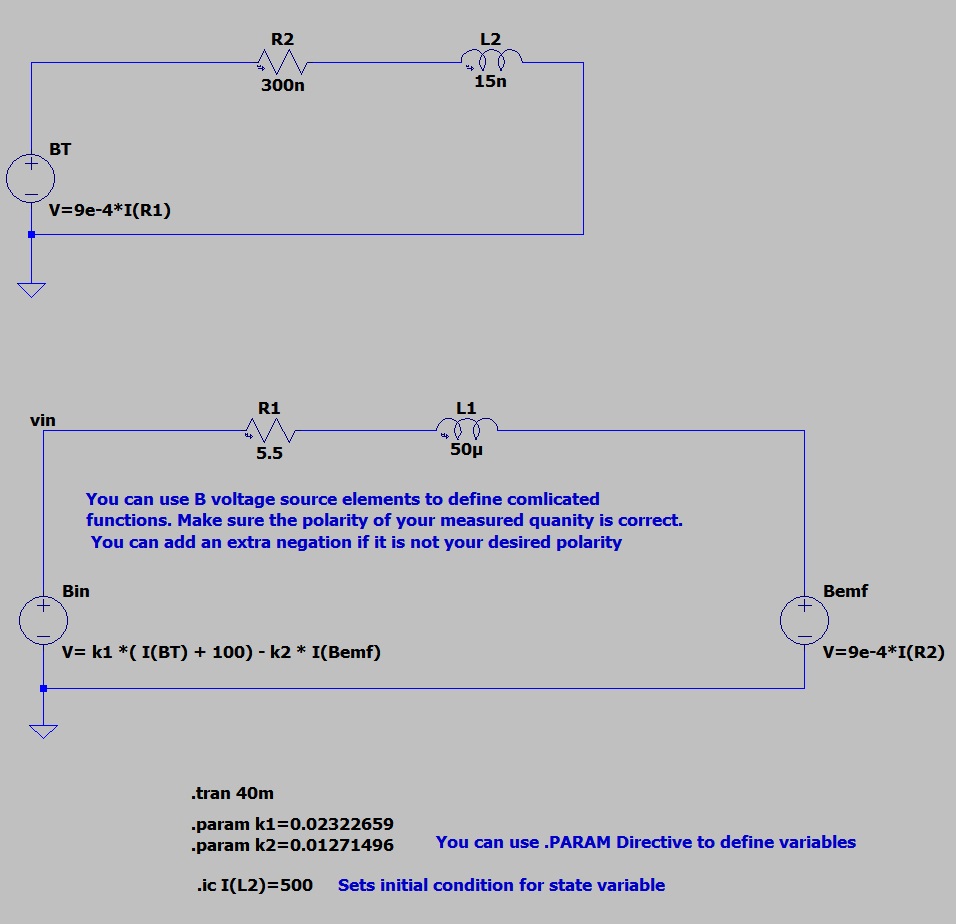 R2
L2
300n
15n
BT
V=9e-4*I(R1)
R1
L1
vin
5.5
50µ
You can use B voltage source elements to define comlicated
functions. Make sure the polarity of your measured quanity is correct.
You can add an extra negation if it is not your desired polarity
Bin
Bemf
V= k1 *( I(BT) + 100) - k2 * I(Bemf)
V=9e-4*I(R2)
.tran 40m
.param k1=0.02322659
.param k2=0.01271496
You can use .PARAM Directive to define variables
.ic I(L2)=500
Sets initial condition for state variable